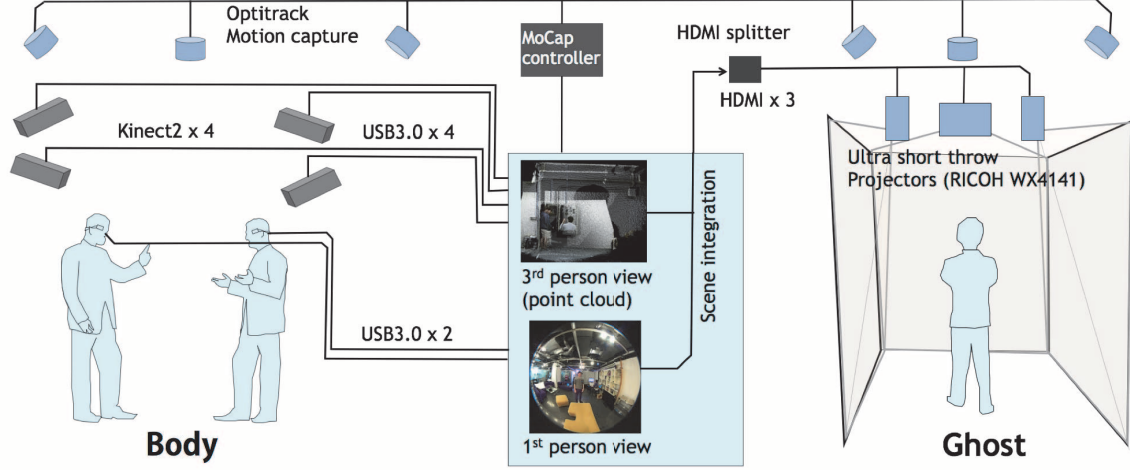 Optitrack
Motion capture
MoCap
controller
HDMI splitter
HDMI x 3
Kinect2 x 4
USB3.0 x 4
Ultra short throw
Projectors (RICOH WX4141)
3rd person view
(point cloud)
Scene integration
USB3.0 x 2
1st person view
Body
Ghost